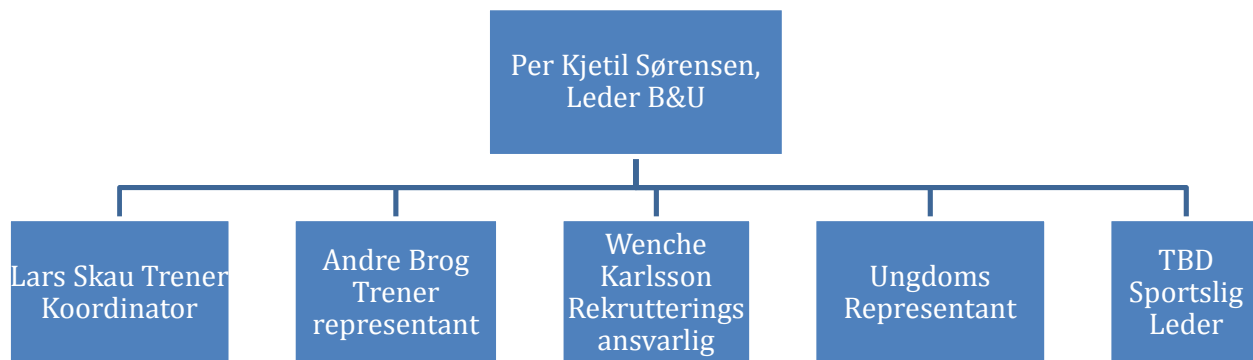 Per Kjetil Sørensen,
Leder B&U
Lars Skau Trener
Koordinator
Andre Brog
Trener
representant
Wenche
Karlsson
Rekrutterings
ansvarlig
Ungdoms
Representant
TBD
Sportslig
Leder